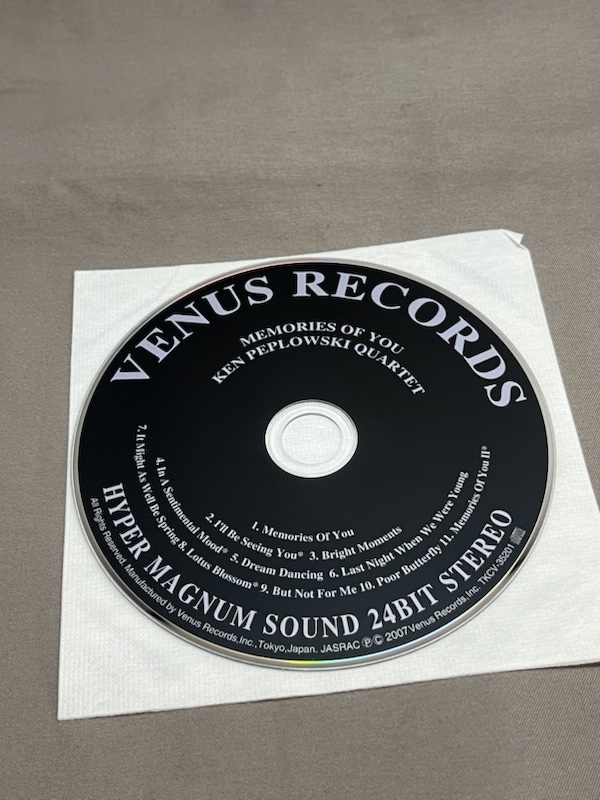 VENUS RECORDS
MEMORIES OF YOU
KEN PEPLOWSKI QUARTET
1. Memories Of You
2. I'll Be Seeing You* 3. Bright Moments
4. In A Sentimental Mood* 5. Dream Dancing 6. Last Night When We Were Young
7. It Might As Well Be Spring 8. Lotus Blossom* 9. But Not For Me 10. Poor Butterfly 11. Memories Of You II*
HYPER MAGNUM SOUND 24BIT STEREO
All Rights Reserved. Manufactured by Venus Records,Inc.,Tokyo,Japan. JASRAC Ⓟ© 2007 Venus Records,Inc. TKCV-35201